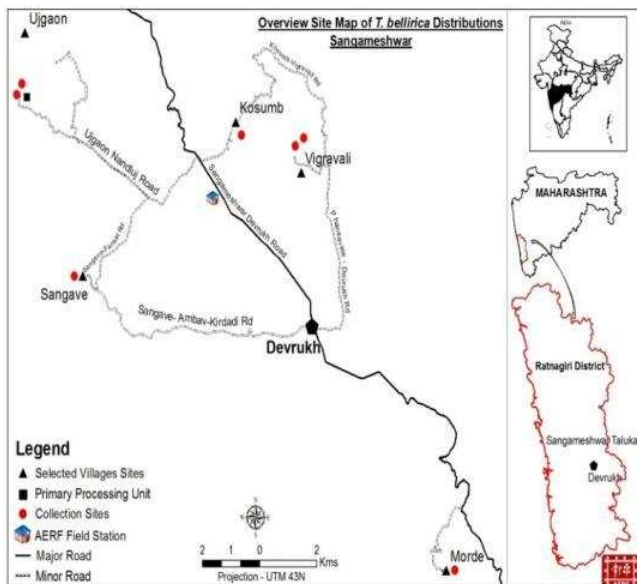 Overview Site Map of T. bellirica Distributions
Sangameshwar
Ujgaon
Kosumb
Vigravali
Ujgaon Nandluj Road
Sangameshwar Devrukh Road
Sangave
Sangave- Ambav-Kirdadi Rd
Devrukh
Morde
Legend
Selected Villages Sites
Primary Processing Unit
Collection Sites
AERF Field Station
Major Road
Minor Road
2 1 0 2
Kms
Projection - UTM 43N
MAHARASHTRA
Ratnagiri District
Sangameshwar Taluka
Devrukh